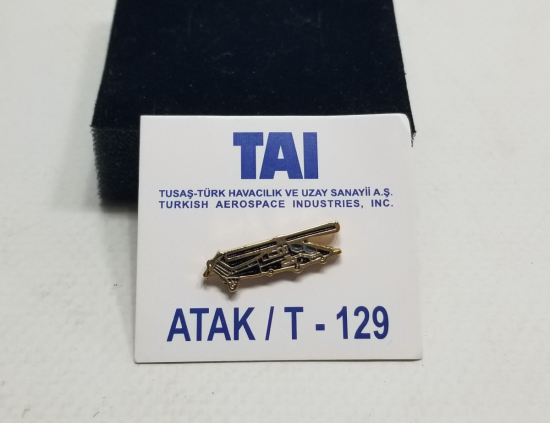 TAI
TUSAŞ-TÜRK HAVACILIK VE UZAY SANAYİİ A.Ş.
TURKISH AEROSPACE INDUSTRIES, INC.
ATAK / T - 129